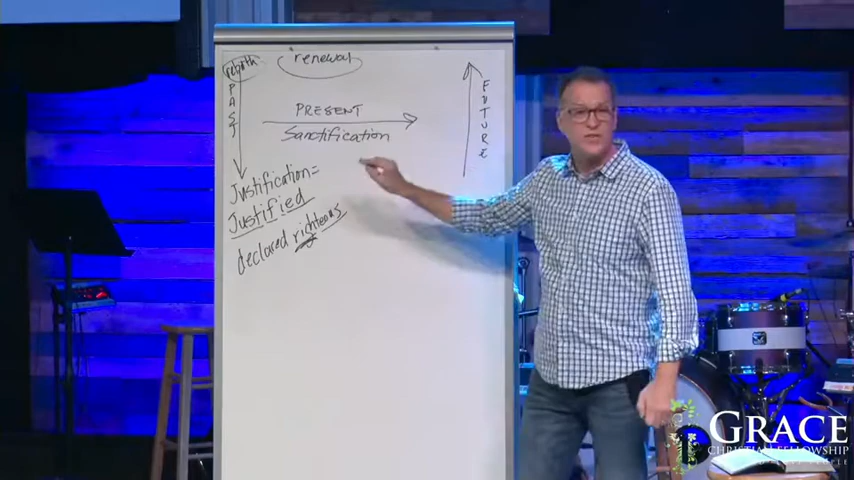 rebirth
renewal
PAST
PRESENT
Sanctification
FUTURE
Justification=
Justified
declared righteous
GRACE
CHRISTIAN FELLOWSHIP